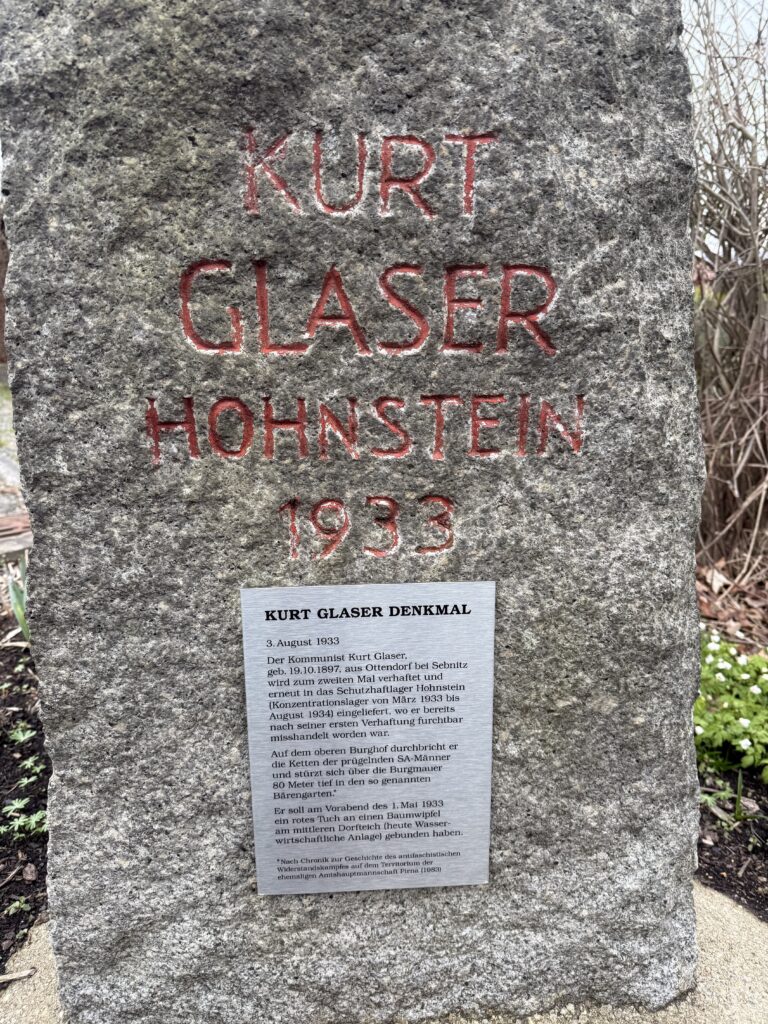 KURT
GLASER
HOHNSTEIN
1933
KURT GLASER DENKMAL
3. August 1933
Der Kommunist Kurt Glaser,
geb. 19.10.1897, aus Ottendorf bei Sebnitz
wird zum zweiten Mal verhaftet und
erneut in das Schutzhaftlager Hohnstein
(Konzentrationslager von März 1933 bis
August 1934) eingeliefert, wo er bereits
nach seiner ersten Verhaftung furchtbar
misshandelt worden war.
Auf dem oberen Burghof durchbricht er
die Ketten der prügelnden SA-Männer
und stürzt sich über die Burgmauer
80 Meter tief in den so genannten
Bärengarten.*
Er soll am Vorabend des 1. Mai 1933
ein rotes Tuch an einen Baumwipfel
am mittleren Dorfteich (heute Wasser-
wirtschaftliche Anlage) gebunden haben.
*Nach Chronik zur Geschichte des antifaschistischen
Widerstandskampfes auf dem Territorium der
ehemaligen Amtshauptmannschaft Pirna (1983)